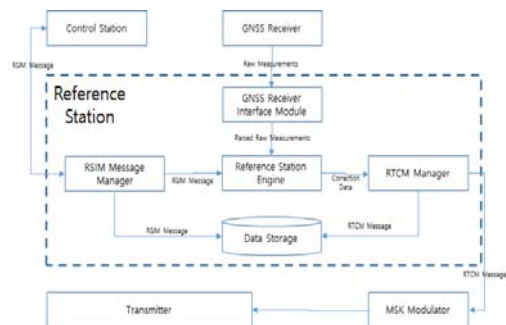 Control Station
GNSS Receiver
RSIM Message
Raw Measurements
Reference
Station
GNSS Receiver
Interface Module
Parsed Raw Measurements
RSIM Message
Manager
RSIM Message
Reference Station
Engine
Correction
Data
RTCM Manager
RSIM Message
Data Storage
RTCM Message
RTCM Message
Transmitter
MSK Modulator